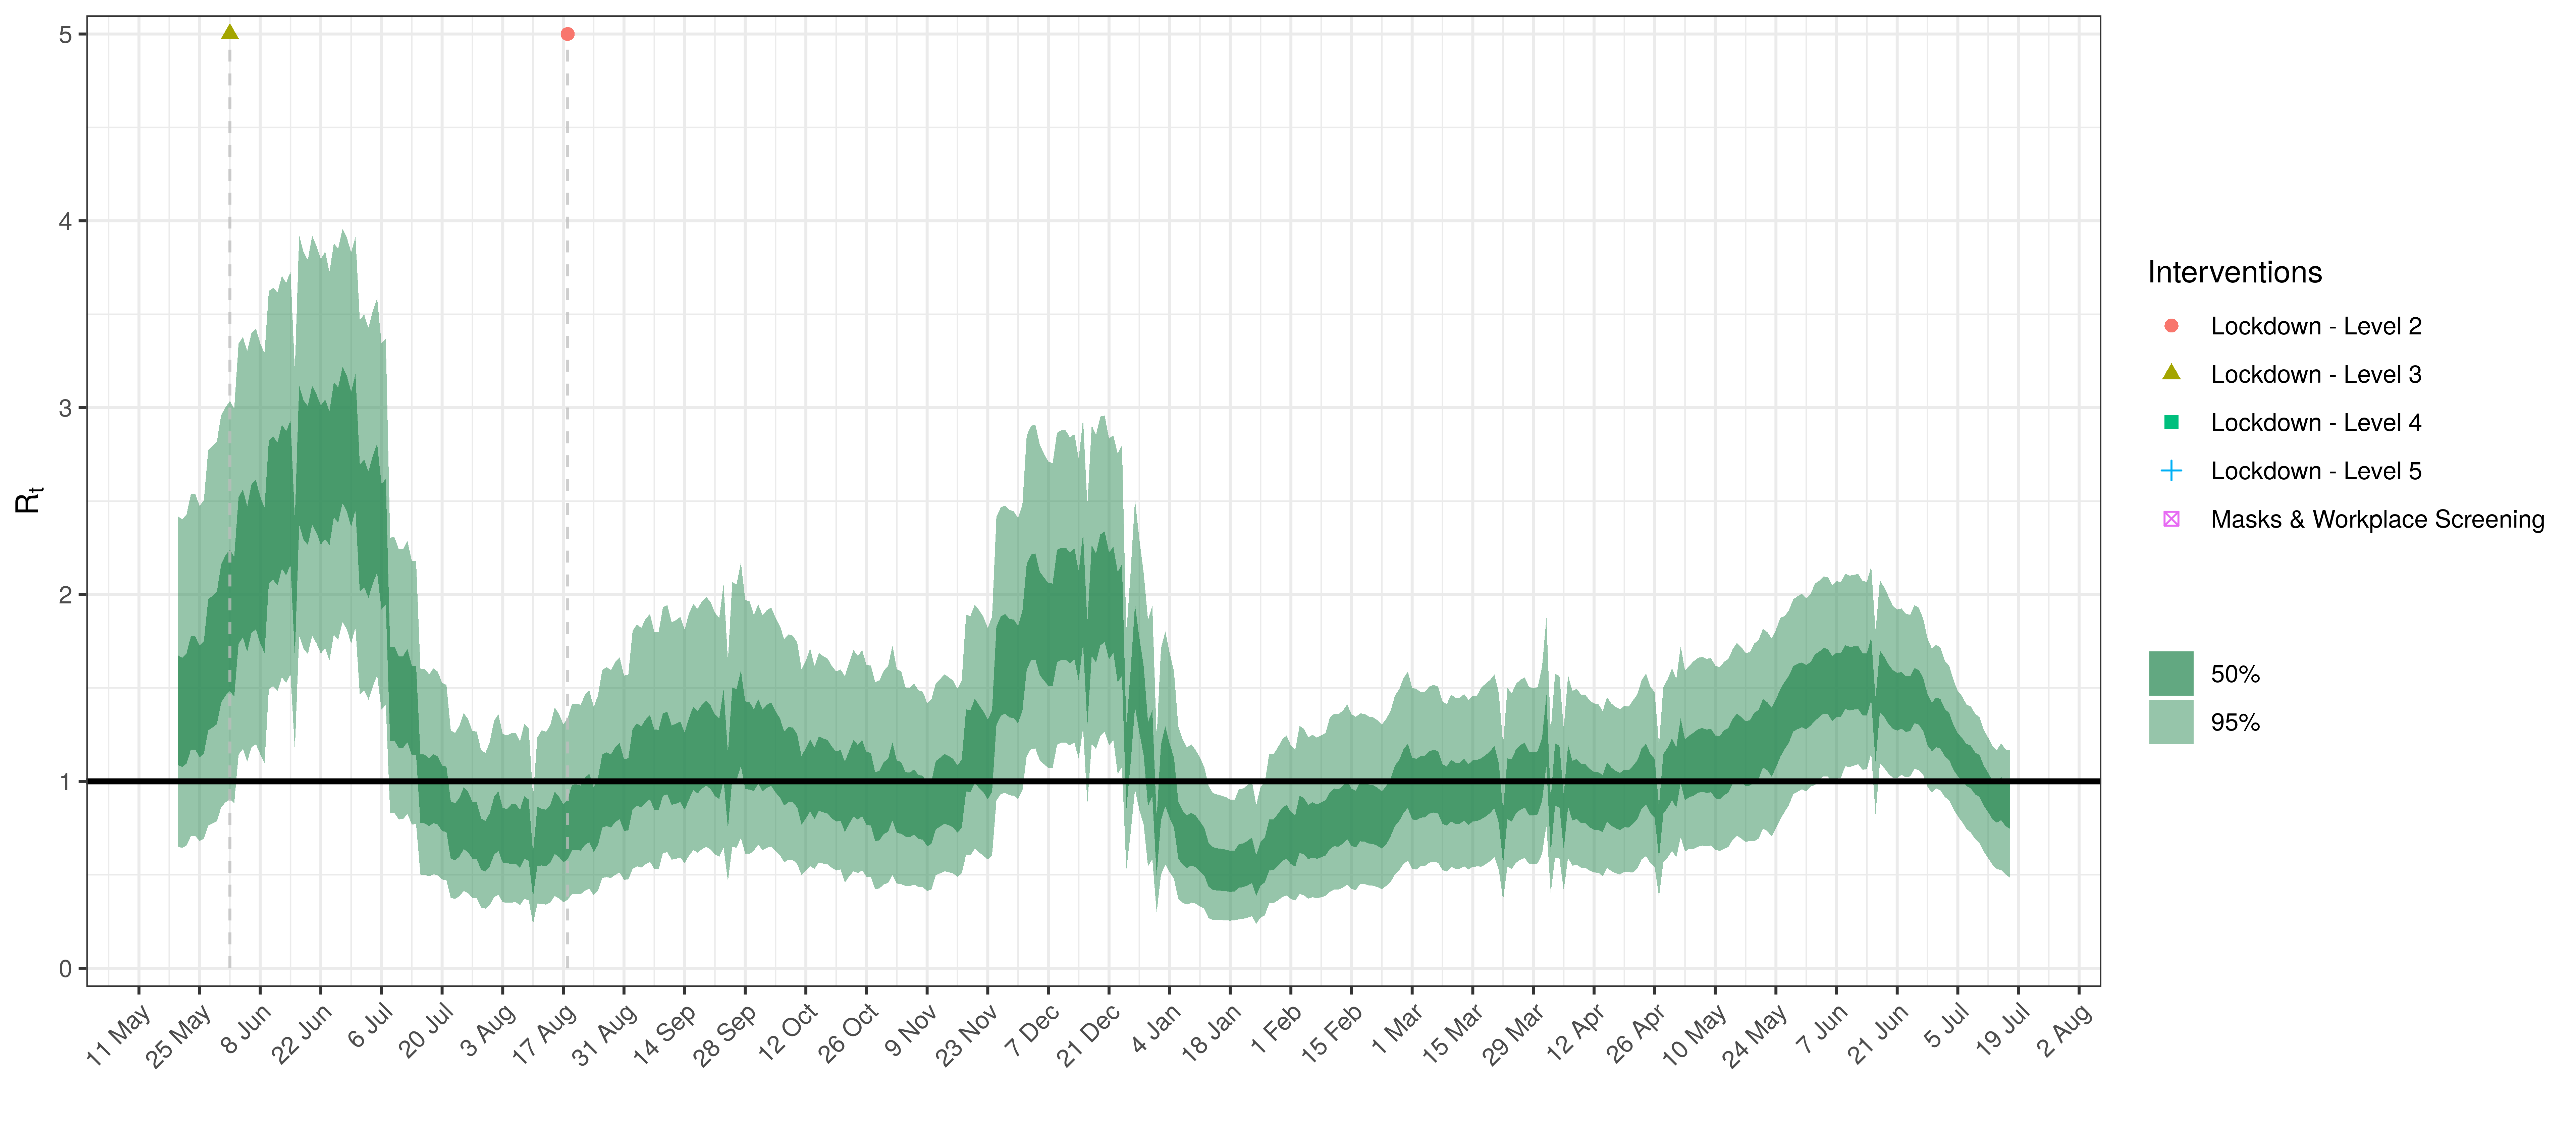 5
4
3
2
1
0
Rt
11 May
25 May
8 Jun
22 Jun
6 Jul
20 Jul
3 Aug
17 Aug
31 Aug
14 Sep
28 Sep
12 Oct
26 Oct
9 Nov
23 Nov
7 Dec
21 Dec
4 Jan
18 Jan
1 Feb
15 Feb
1 Mar
15 Mar
29 Mar
12 Apr
26 Apr
10 May
24 May
7 Jun
21 Jun
5 Jul
19 Jul
2 Aug
Interventions
Lockdown - Level 2
Lockdown - Level 3
Lockdown - Level 4
Lockdown - Level 5
Masks & Workplace Screening
50%
95%